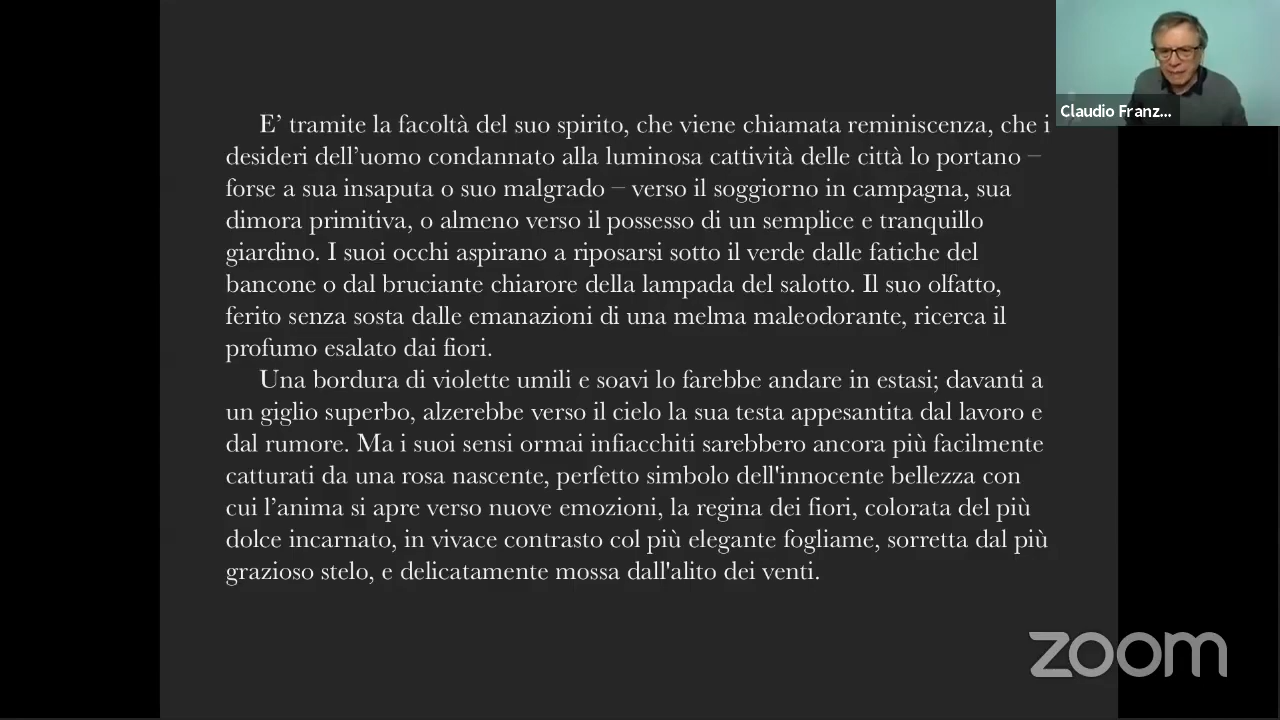 E’ tramite la facoltà del suo spirito, che viene chiamata reminiscenza, che i
desideri dell’uomo condannato alla luminosa cattività delle città lo portano –
forse a sua insaputa o suo malgrado – verso il soggiorno in campagna, sua
dimora primitiva, o almeno verso il possesso di un semplice e tranquillo
giardino. I suoi occhi aspirano a riposarsi sotto il verde dalle fatiche del
bancone o dal bruciante chiarore della lampada del salotto. Il suo olfatto,
ferito senza sosta dalle emanazioni di una melma maleodorante, ricerca il
profumo esalato dai fiori.
Una bordura di violette umili e soavi lo farebbe andare in estasi; davanti a
un giglio superbo, alzerebbe verso il cielo la sua testa appesantita dal lavoro e
dal rumore. Ma i suoi sensi ormai infiacchiti sarebbero ancora più facilmente
catturati da una rosa nascente, perfetto simbolo dell'innocente bellezza con
cui l’anima si apre verso nuove emozioni, la regina dei fiori, colorata del più
dolce incarnato, in vivace contrasto col più elegante fogliame, sorretta dal più
grazioso stelo, e delicatamente mossa dall'alito dei venti.
Claudio Franz...
zoom